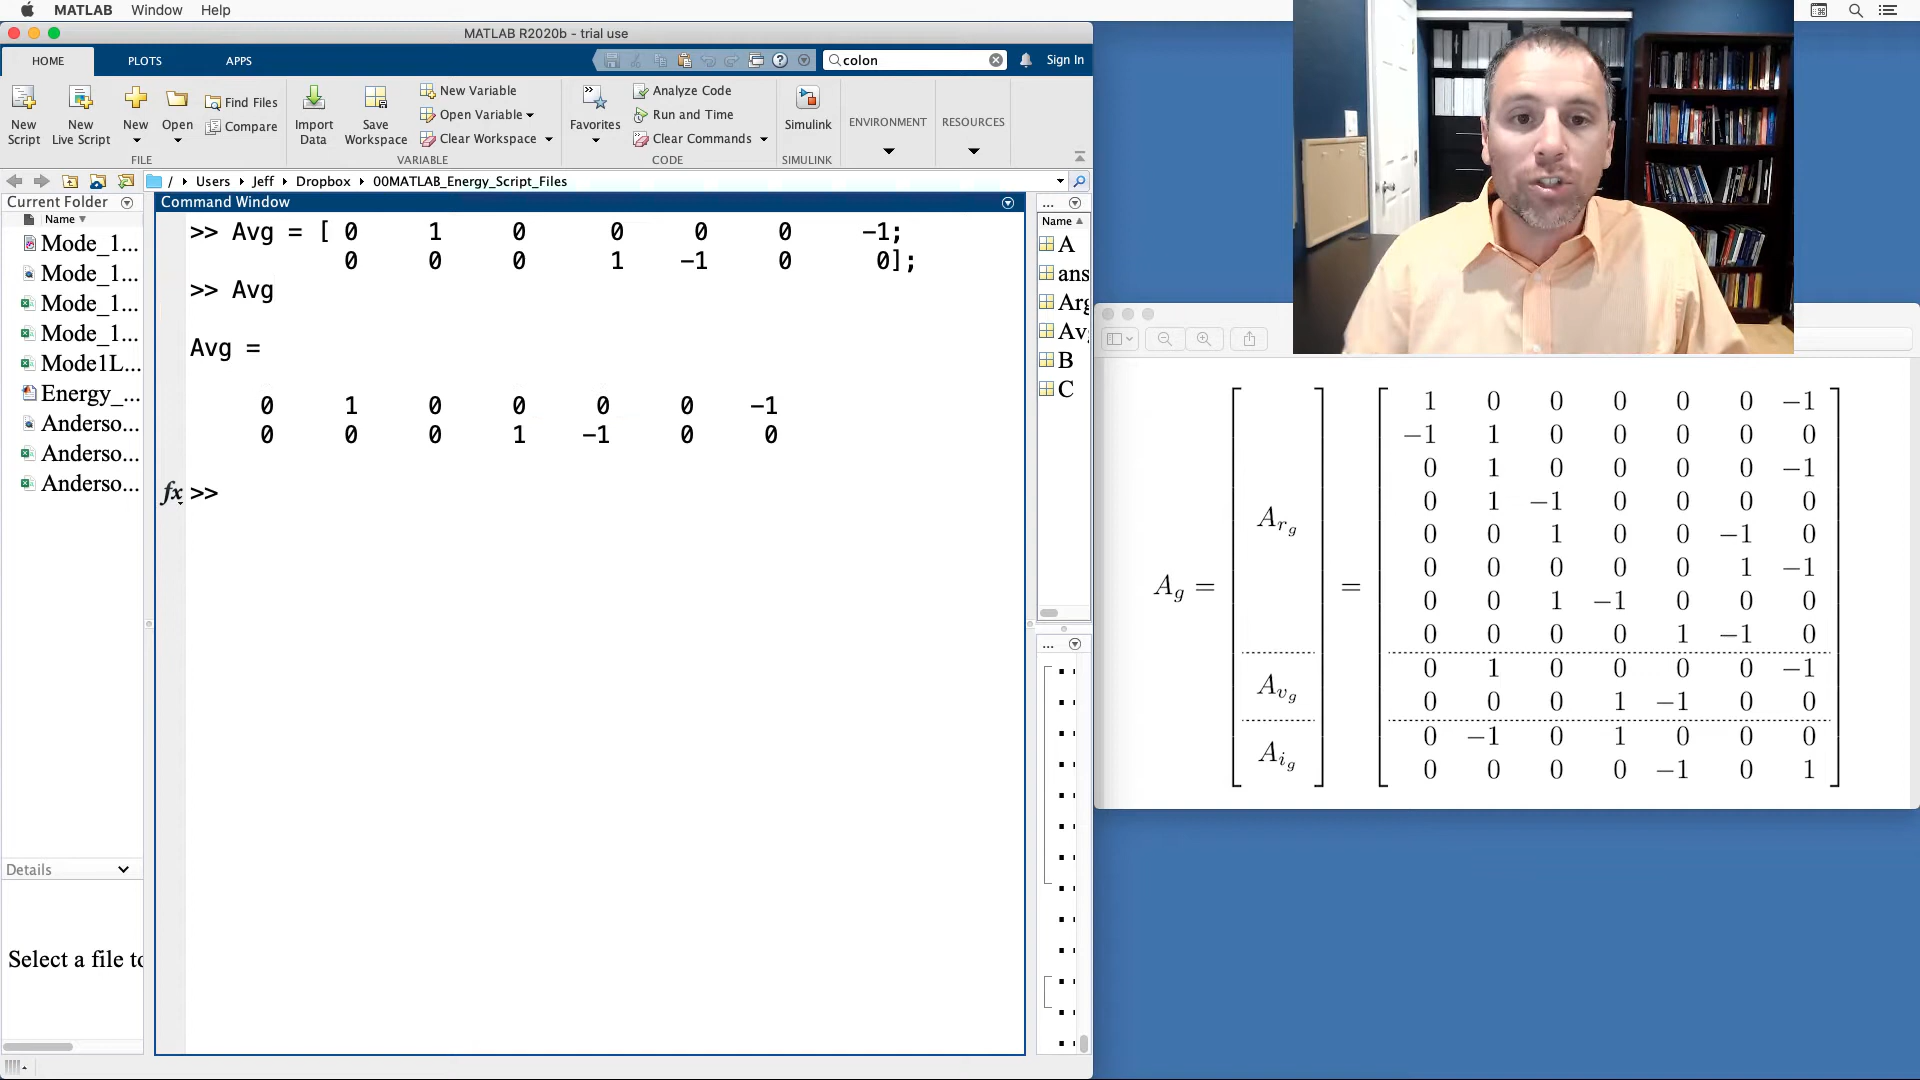 MATLAB Window Help
MATLAB R2020b - trial use
HOME PLOTS APPS colon Sign In
New Script
New Live Script
New
Open
Find Files
Compare
FILE
Import Data
Save Workspace
New Variable
Open Variable
Clear Workspace
VARIABLE
Favorites
Analyze Code
Run and Time
Clear Commands
CODE
Simulink
SIMULINK
ENVIRONMENT
RESOURCES
/ Users Jeff Dropbox 00MATLAB_Energy_Script_Files
Current Folder
Name
Mode_1...
Mode_1...
Mode_1...
Mode_1...
Mode1L...
Energy_...
Anderso...
Anderso...
Anderso...
Details
Select a file to
Command Window
>> Avg = [ 0 1 0 0 0 0 -1;
0 0 0 1 -1 0 0];
>> Avg
Avg =
0 1 0 0 0 0 -1
0 0 0 1 -1 0 0
fx >>
...
Name
A
ans
Arg
Avg
B
C
...
A_g = [ A_{r_g} A_{v_g} A_{i_g} ] =
1 0 0 0 0 0 −1
−1 1 0 0 0 0 0
0 1 0 0 0 0 −1
0 1 −1 0 0 0 0
0 0 1 0 0 −1 0
0 0 0 0 0 1 −1
0 0 1 −1 0 0 0
0 0 0 0 1 −1 0
0 1 0 0 0 0 −1
0 0 0 1 −1 0 0
0 −1 0 1 0 0 0
0 0 0 0 −1 0 1